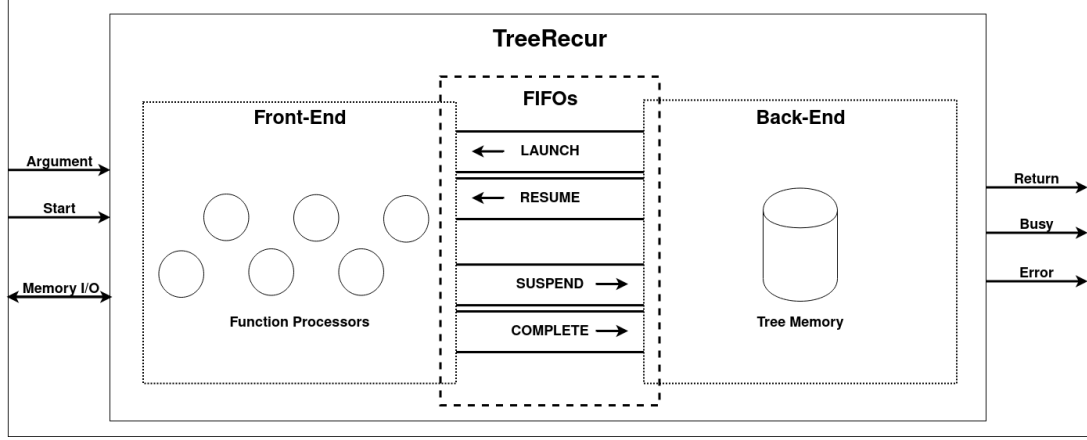 TreeRecur
FIFOs
Front-End
Back-End
LAUNCH
Argument
Return
RESUME
Start
Busy
Error
SUSPEND
Memory I/O
Function Processors
Tree Memory
COMPLETE